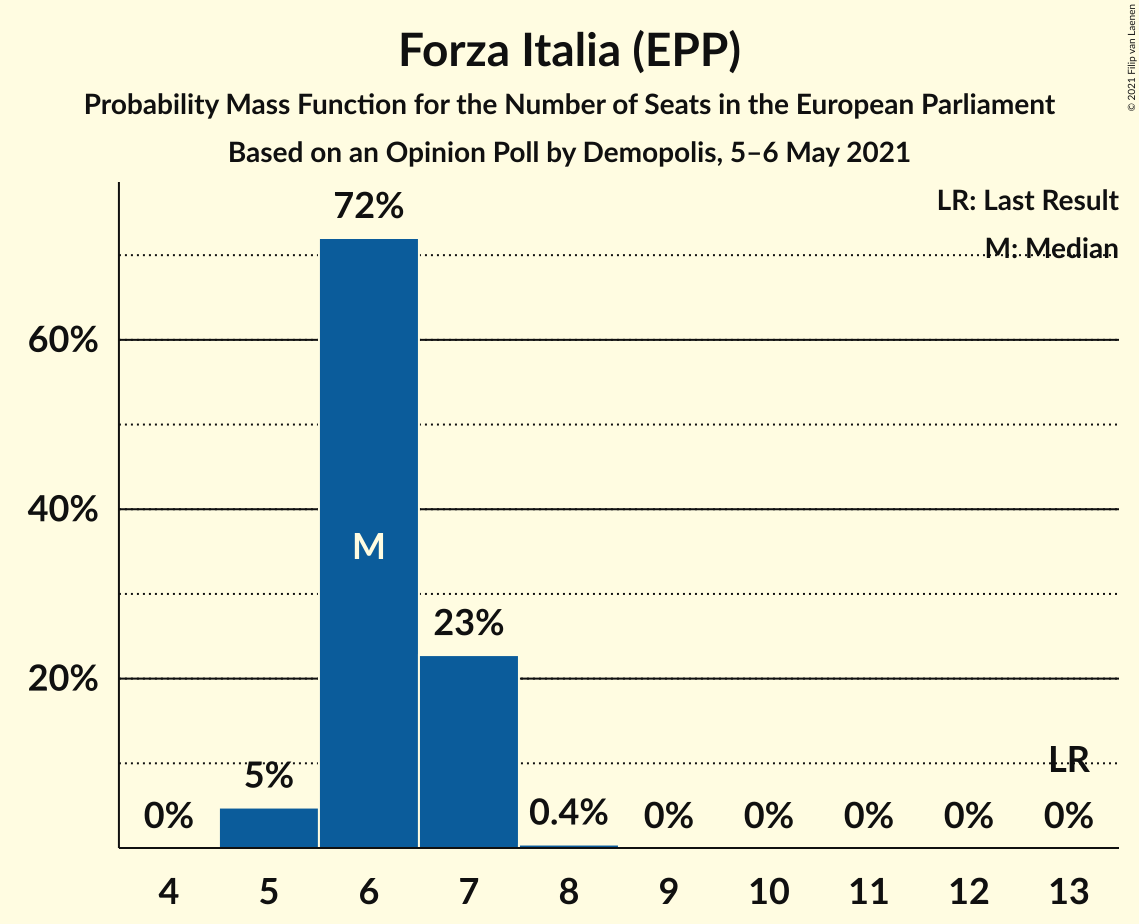 Forza Italia (EPP)
Probability Mass Function for the Number of Seats in the European Parliament
Based on an Opinion Poll by Demopolis, 5–6 May 2021
© 2021 Filip van Laenen
LR: Last Result
M: Median
72%
60%
40%
M
23%
20%
LR
5%
0%
0.4%
0%
0%
0%
0%
0%
4 5 6 7 8 9 10 11 12 13